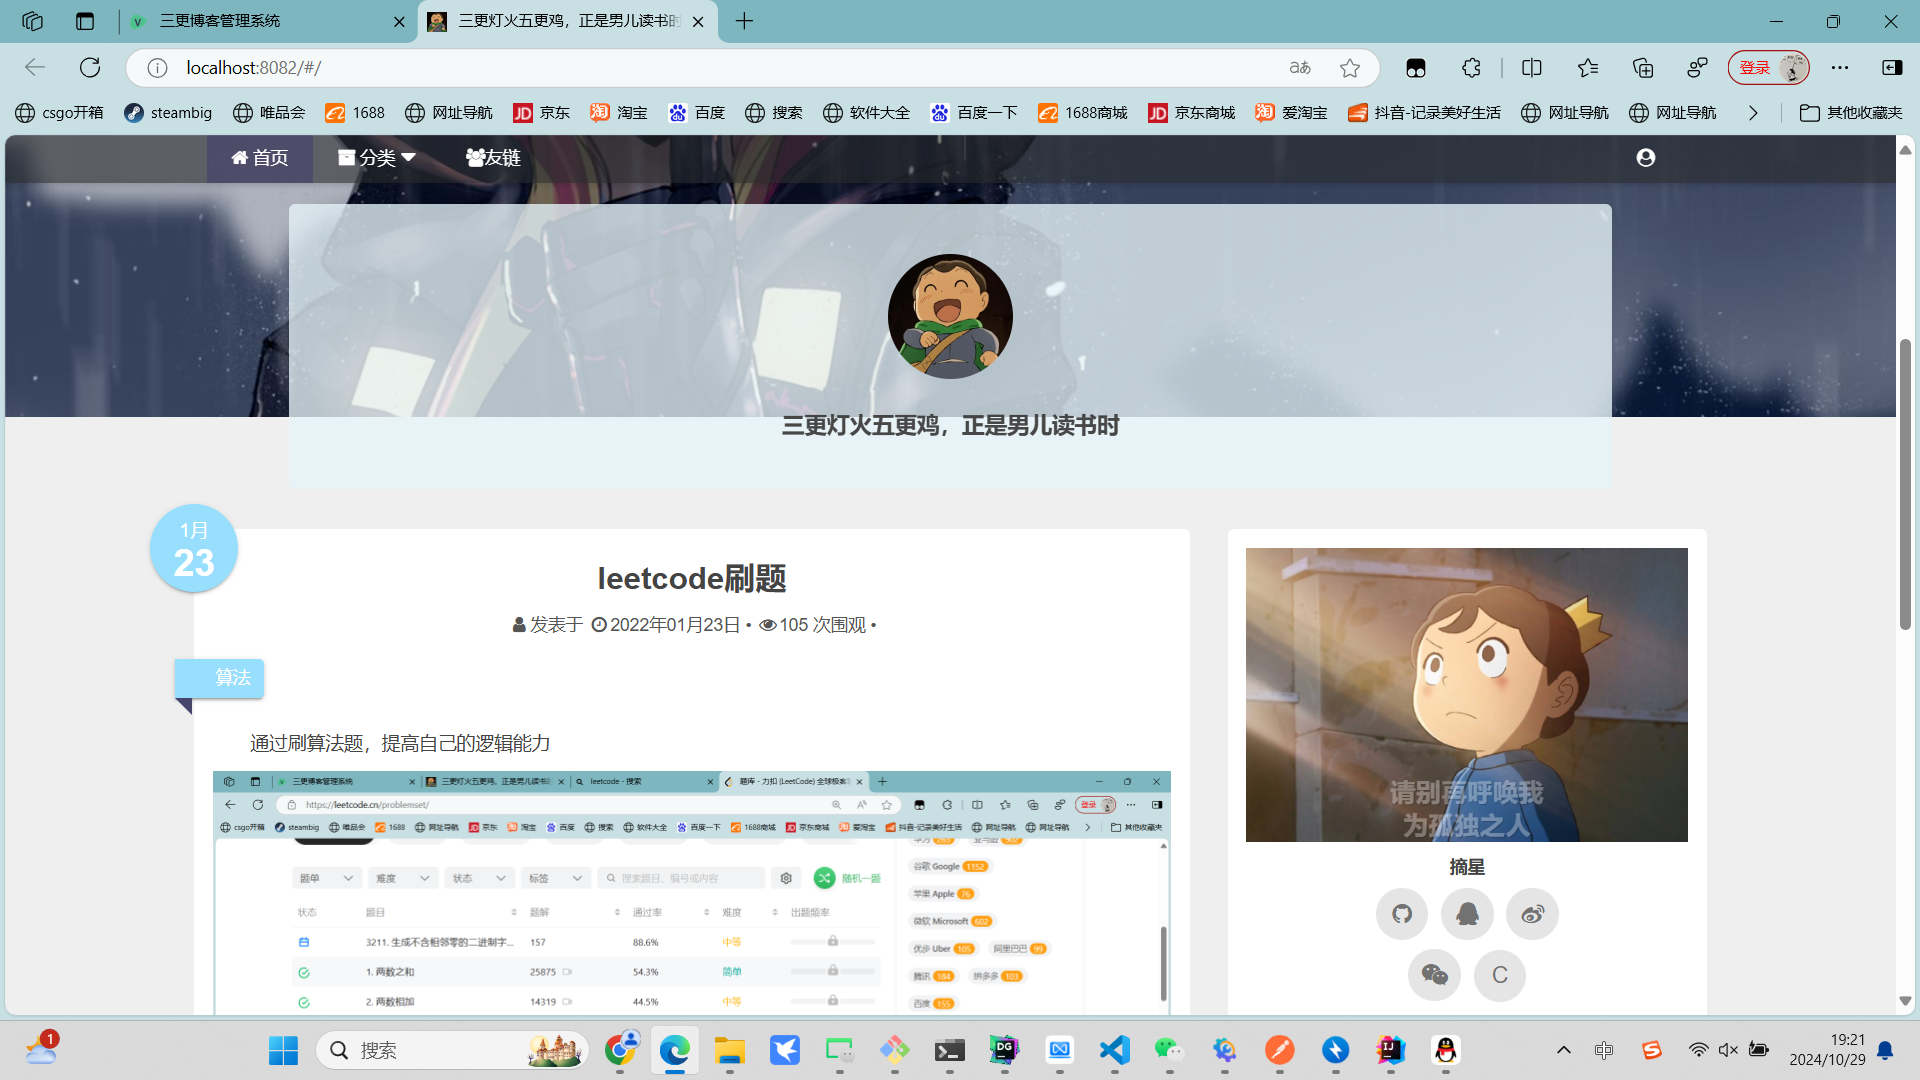 三更博客管理系统
三更灯火五更鸡，正是男儿读书时
localhost:8082/#/
登录
csgo开箱 steambig 唯品会 1688 网址导航 京东 淘宝 百度 搜索 软件大全 百度一下 1688商城 京东商城 爱淘宝 抖音-记录美好生活 网址导航 网址导航 其他收藏夹
首页 分类 友链
三更灯火五更鸡，正是男儿读书时
1月
23
leetcode刷题
发表于 2022年01月23日 • 105 次围观 •
算法
通过刷算法题，提高自己的逻辑能力
三更博客管理系统 三更灯火五更鸡，正是男儿读书时 leetcode - 搜索 题库 - 力扣 (LeetCode) 全球极客
https://leetcode.cn/problemset/
登录
csgo开箱 steambig 唯品会 1688 网址导航 京东 淘宝 百度 搜索 软件大全 百度一下 1688商城 京东商城 爱淘宝 抖音-记录美好生活 网址导航 网址导航 其他收藏夹
题单 难度 状态 标签 搜索题目、编号或内容 随机一题
状态 题目 题解 通过率 难度 出题频率
3211. 生成不含相邻零的二进制字... 157 88.6% 中等
1. 两数之和 25875 54.3% 简单
2. 两数相加 14319 44.5% 中等
谷歌 Google 1152
苹果 Apple 76
微软 Microsoft 602
优步 Uber 105 阿里巴巴 99
腾讯 184 拼多多 103
百度 155
请别再呼唤我
为孤独之人
摘星
C
1
搜索
中
19:21
2024/10/29